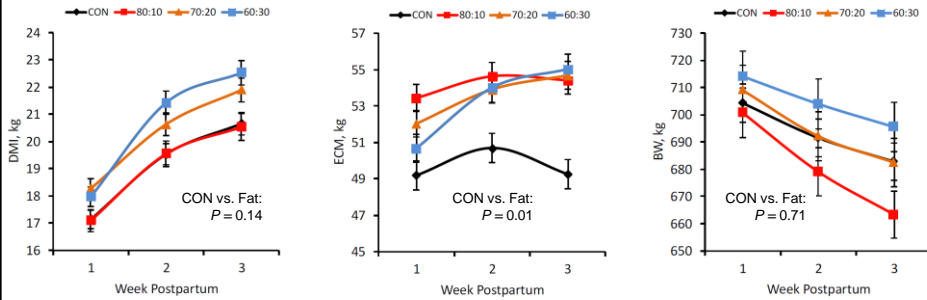 CON 80:10 70:20 60:30
24
23
22
21
20
19
18
17
16
DMI, kg
CON vs. Fat:
P = 0.14
1 2 3
Week Postpartum
CON 80:10 70:20 60:30
57
55
53
51
49
47
45
ECM, kg
CON vs. Fat:
P = 0.01
1 2 3
Week Postpartum
CON 80:10 70:20 60:30
730
720
710
700
690
680
670
660
650
BW, kg
CON vs. Fat:
P = 0.71
1 2 3
Week Postpartum